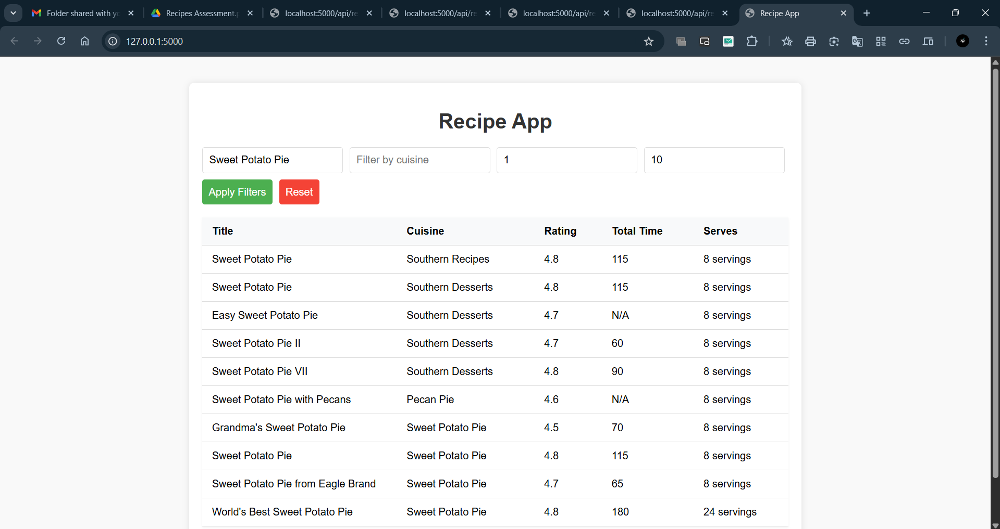 Folder shared with yo
Recipes Assessment.p
localhost:5000/api/re
localhost:5000/api/re
localhost:5000/api/re
localhost:5000/api/re
Recipe App
127.0.0.1:5000
Recipe App
Sweet Potato Pie Filter by cuisine 1 10
Apply Filters Reset
Title Cuisine Rating Total Time Serves
Sweet Potato Pie Southern Recipes 4.8 115 8 servings
Sweet Potato Pie Southern Desserts 4.8 115 8 servings
Easy Sweet Potato Pie Southern Desserts 4.7 N/A 8 servings
Sweet Potato Pie II Southern Desserts 4.7 60 8 servings
Sweet Potato Pie VII Southern Desserts 4.8 90 8 servings
Sweet Potato Pie with Pecans Pecan Pie 4.6 N/A 8 servings
Grandma's Sweet Potato Pie Sweet Potato Pie 4.5 70 8 servings
Sweet Potato Pie Sweet Potato Pie 4.8 115 8 servings
Sweet Potato Pie from Eagle Brand Sweet Potato Pie 4.7 65 8 servings
World's Best Sweet Potato Pie Sweet Potato Pie 4.8 180 24 servings